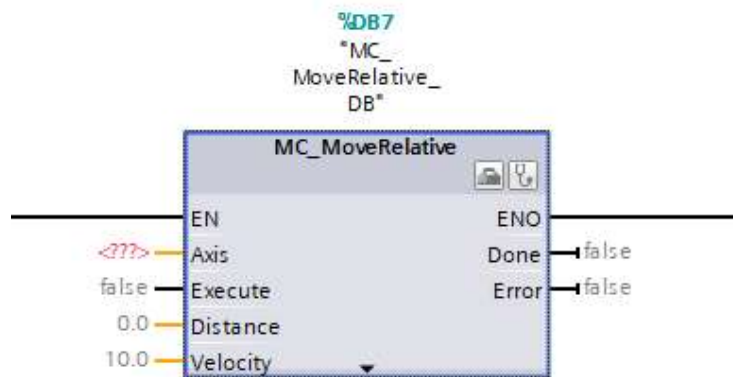 %DB7
"MC_
MoveRelative_
DB"
MC_MoveRelative
EN ENO
<???> Axis Done false
false Execute Error false
0.0 Distance
10.0 Velocity